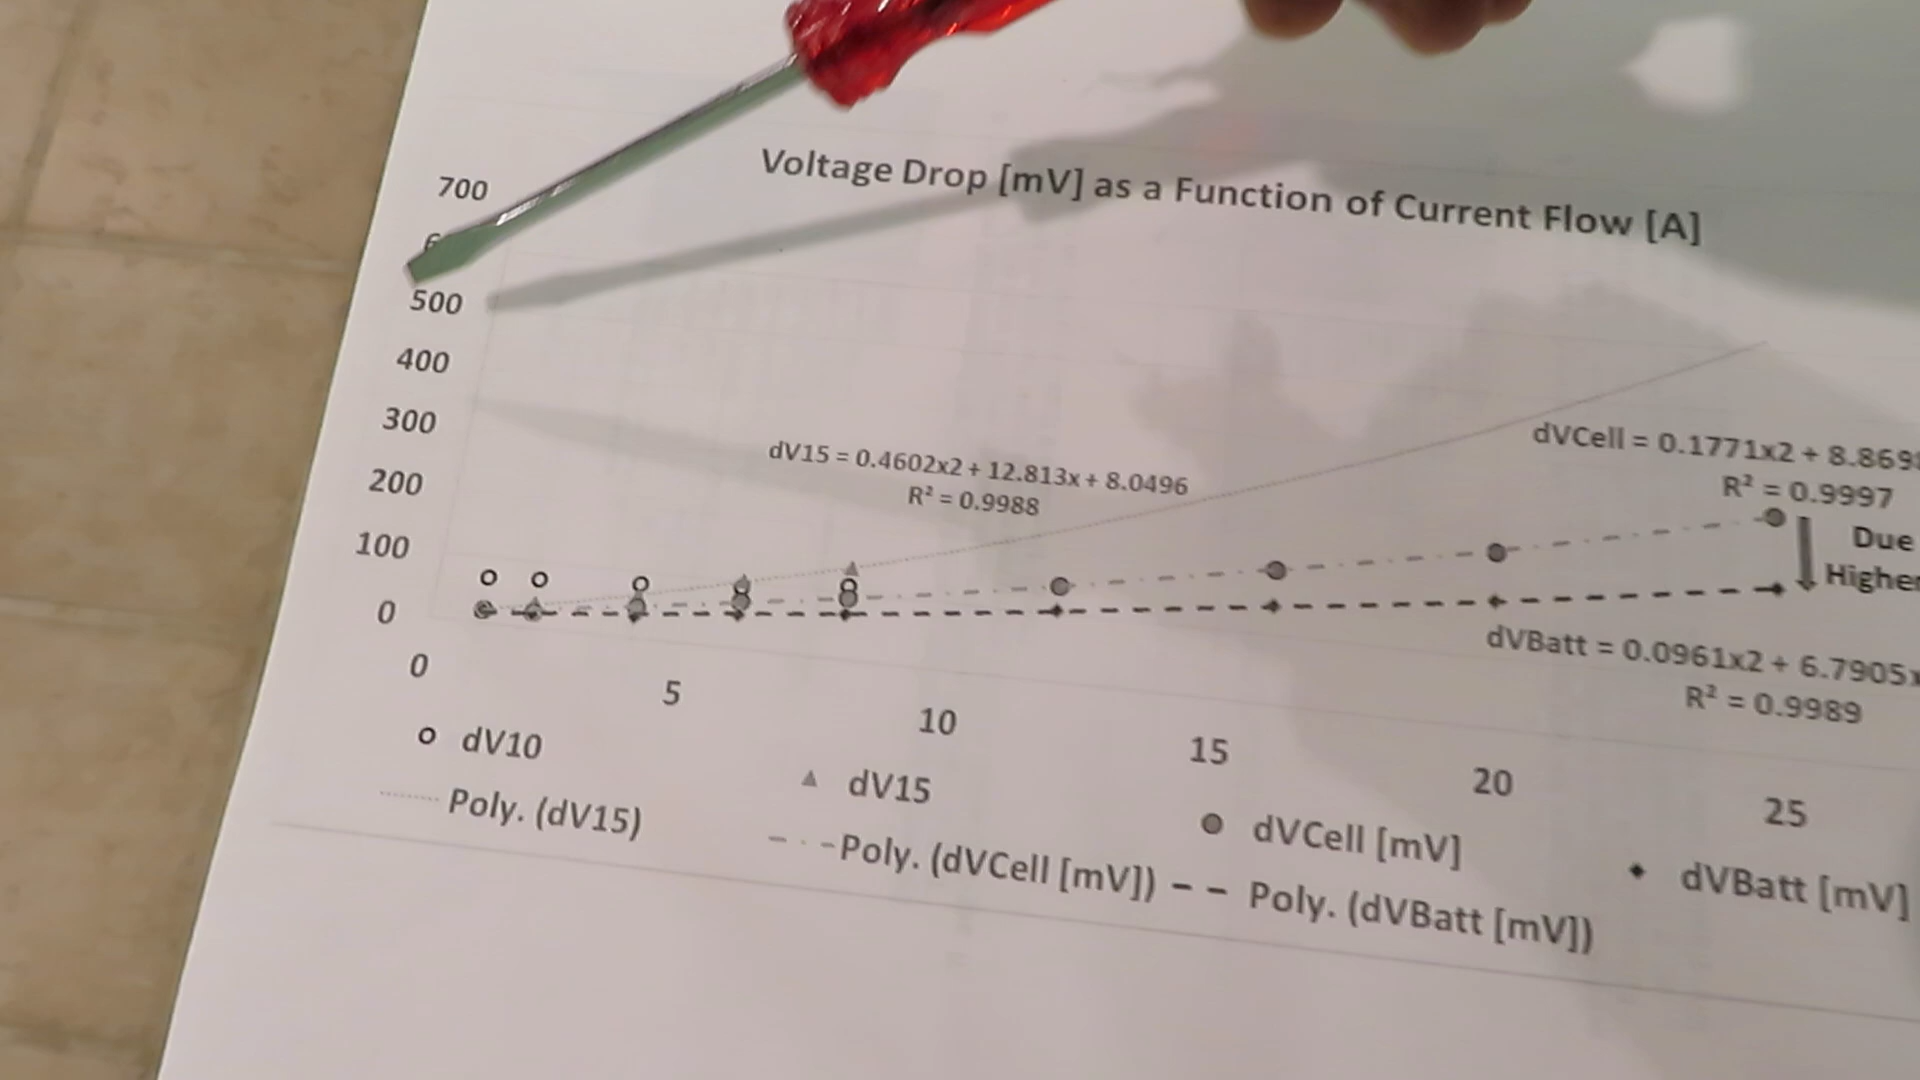 Voltage Drop [mV] as a Function of Current Flow [A]
700
500
400
300
200
100
0
dV15 = 0.4602x2 + 12.813x + 8.0496
R² = 0.9988
dVCell = 0.1771x2 +
R² = 0.9997
Due
dVBatt = 0.0961x2 + 6.7905x
R² = 0.9989
0
5
10
15
20
25
dV10
dV15
dVCell [mV]
dVBatt [mV]
Poly. (dV15)
Poly. (dVCell [mV])
Poly. (dVBatt [mV])